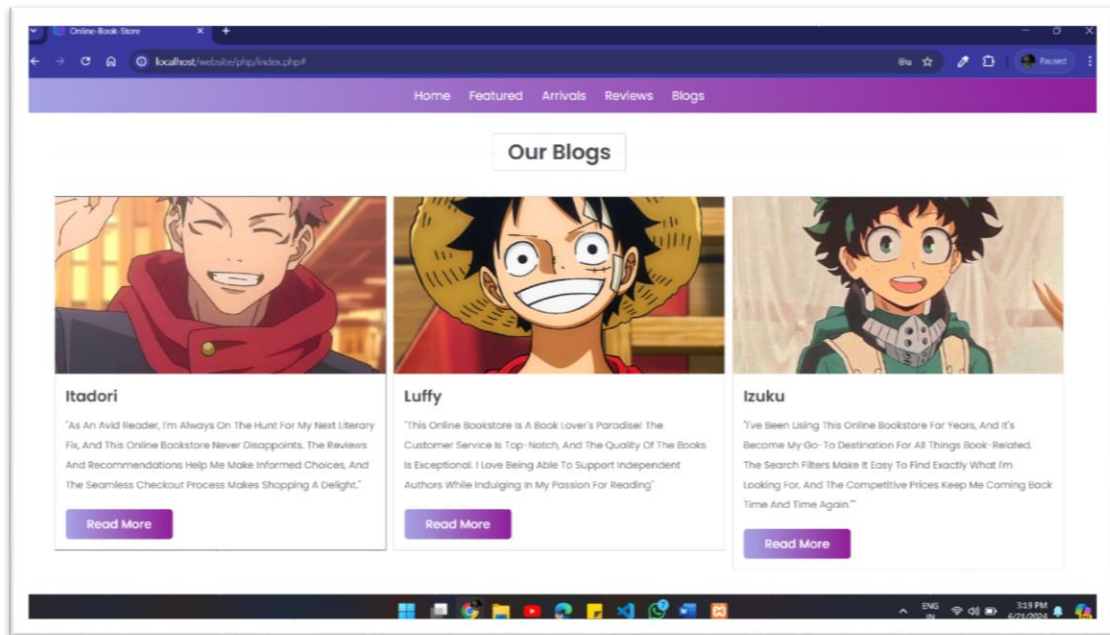 Online-Book-Store
localhost/website/php/index.php#
Paused
Home Featured Arrivals Reviews Blogs
Our Blogs
Itadori
"As An Avid Reader, I'm Always On The Hunt For My Next Literary
Fix, And This Online Bookstore Never Disappoints. The Reviews
And Recommendations Help Me Make Informed Choices, And
The Seamless Checkout Process Makes Shopping A Delight."
Read More
Luffy
"This Online Bookstore Is A Book Lover's Paradise! The
Customer Service Is Top-Notch, And The Quality Of The Books
Is Exceptional. I Love Being Able To Support Independent
Authors While Indulging In My Passion For Reading"
Read More
Izuku
"I've Been Using This Online Bookstore For Years, And It's
Become My Go-To Destination For All Things Book-Related.
The Search Filters Make It Easy To Find Exactly What I'm
Looking For, And The Competitive Prices Keep Me Coming Back
Time And Time Again.""
Read More
ENG
IN
3:19 PM
6/21/2024